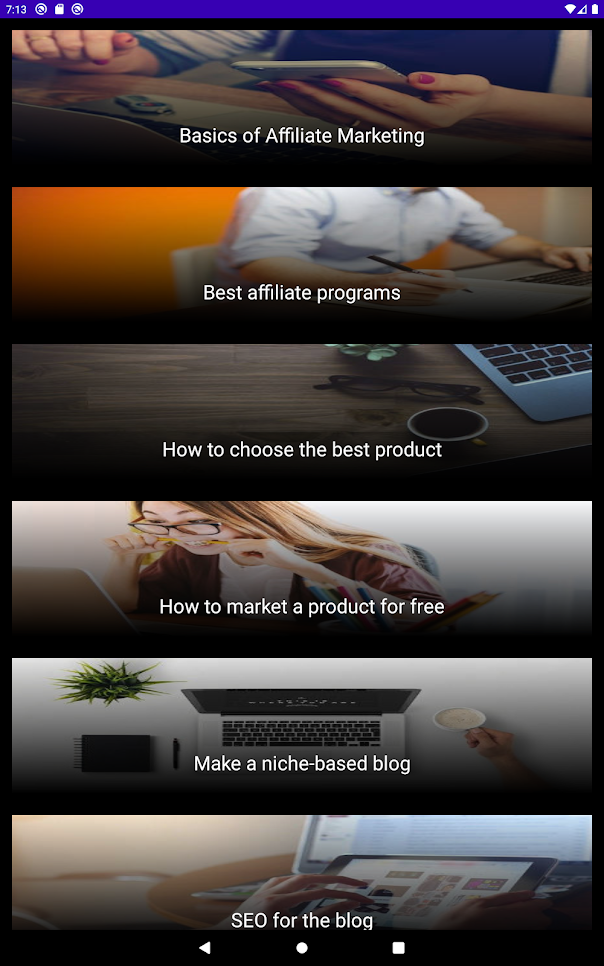 7:13
Basics of Affiliate Marketing
Best affiliate programs
How to choose the best product
How to market a product for free
Make a niche-based blog
SEO for the blog